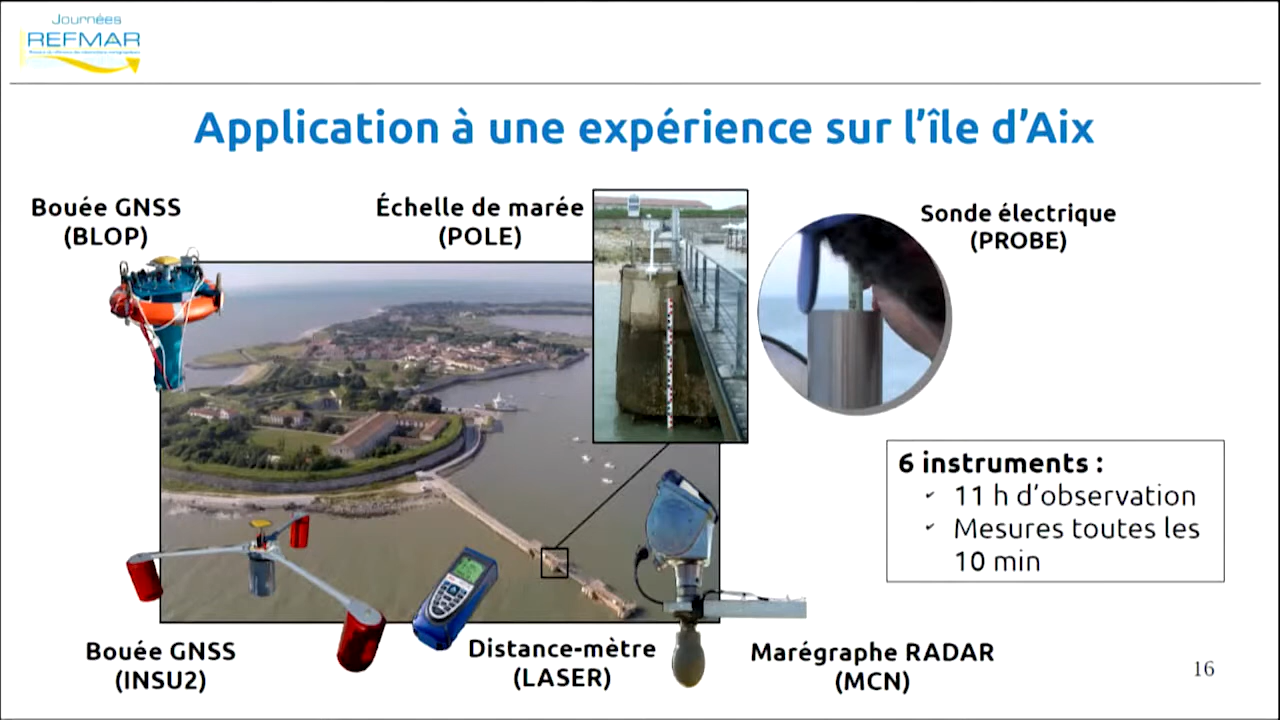 Journées
REFMAR
Application à une expérience sur l’île d’Aix
Bouée GNSS
(BLOP)
Échelle de marée
(POLE)
Sonde électrique
(PROBE)
6 instruments :
11 h d’observation
Mesures toutes les
10 min
Bouée GNSS
(INSU2)
Distance-mètre
(LASER)
Marégraphe RADAR
(MCN)
16